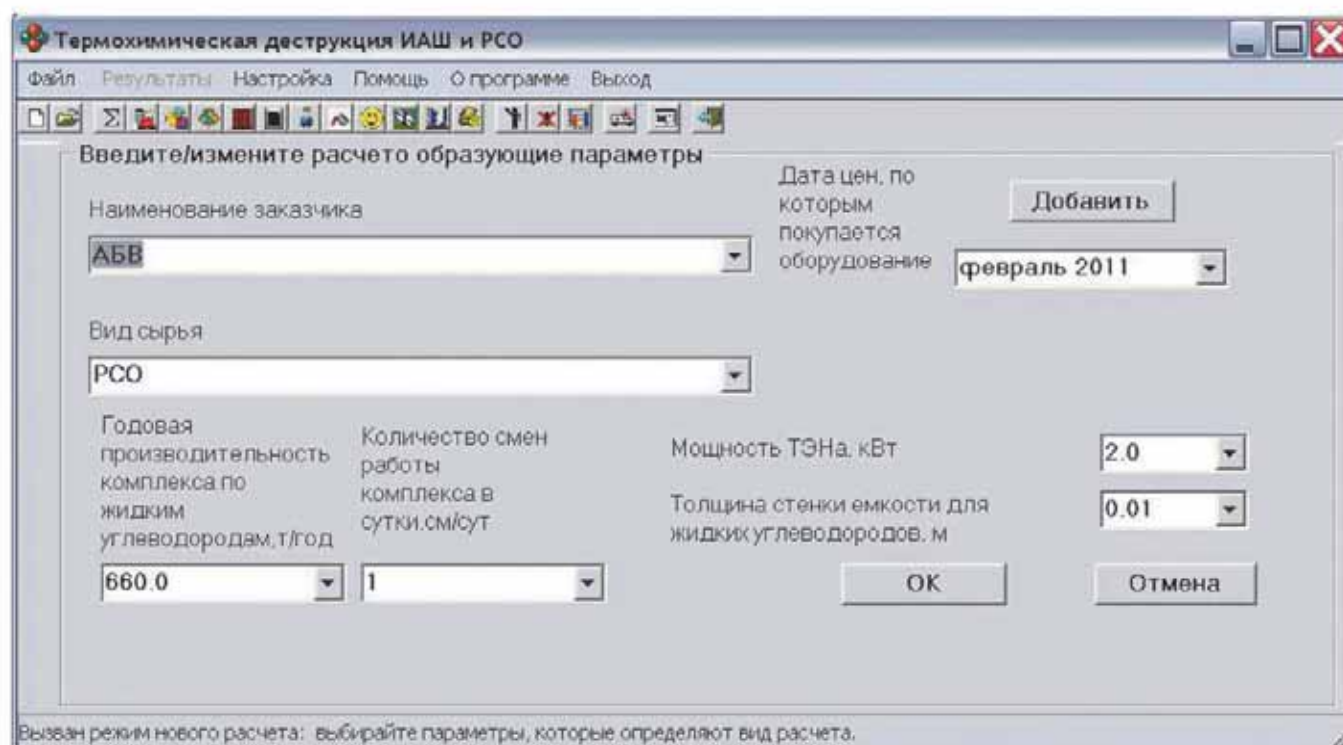 Термохимическая деструкция ИАШ и РСО
Файл Результаты Настройка Помощь О программе Выход
Введите/измените расчето образующие параметры
Наименование заказчика
АБВ
Дата цен, по
которым
покупается
оборудование
Добавить
февраль 2011
Вид сырья
РСО
Годовая
производительность
комплекса по
жидким
углеводородам,т/год
660.0
Количество смен
работы
комплекса в
сутки.см/сут
1
Мощность ТЭНа, кВт
2.0
Толщина стенки емкости для
жидких углеводородов, м
0.01
OK
Отмена
Вызван режим нового расчета: выбирайте параметры, которые определяют вид расчета.